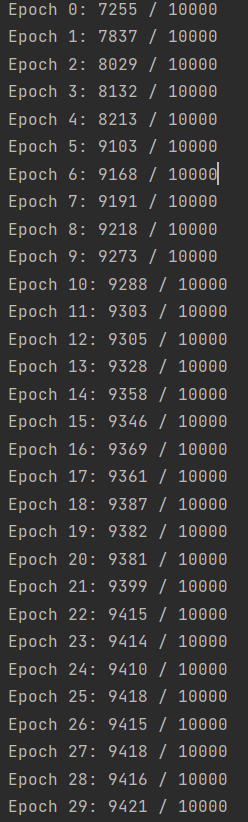 Epoch 0: 7255 / 10000
Epoch 1: 7837 / 10000
Epoch 2: 8029 / 10000
Epoch 3: 8132 / 10000
Epoch 4: 8213 / 10000
Epoch 5: 9103 / 10000
Epoch 6: 9168 / 10000
Epoch 7: 9191 / 10000
Epoch 8: 9218 / 10000
Epoch 9: 9273 / 10000
Epoch 10: 9288 / 10000
Epoch 11: 9303 / 10000
Epoch 12: 9305 / 10000
Epoch 13: 9328 / 10000
Epoch 14: 9358 / 10000
Epoch 15: 9346 / 10000
Epoch 16: 9369 / 10000
Epoch 17: 9361 / 10000
Epoch 18: 9387 / 10000
Epoch 19: 9382 / 10000
Epoch 20: 9381 / 10000
Epoch 21: 9399 / 10000
Epoch 22: 9415 / 10000
Epoch 23: 9414 / 10000
Epoch 24: 9410 / 10000
Epoch 25: 9418 / 10000
Epoch 26: 9415 / 10000
Epoch 27: 9418 / 10000
Epoch 28: 9416 / 10000
Epoch 29: 9421 / 10000